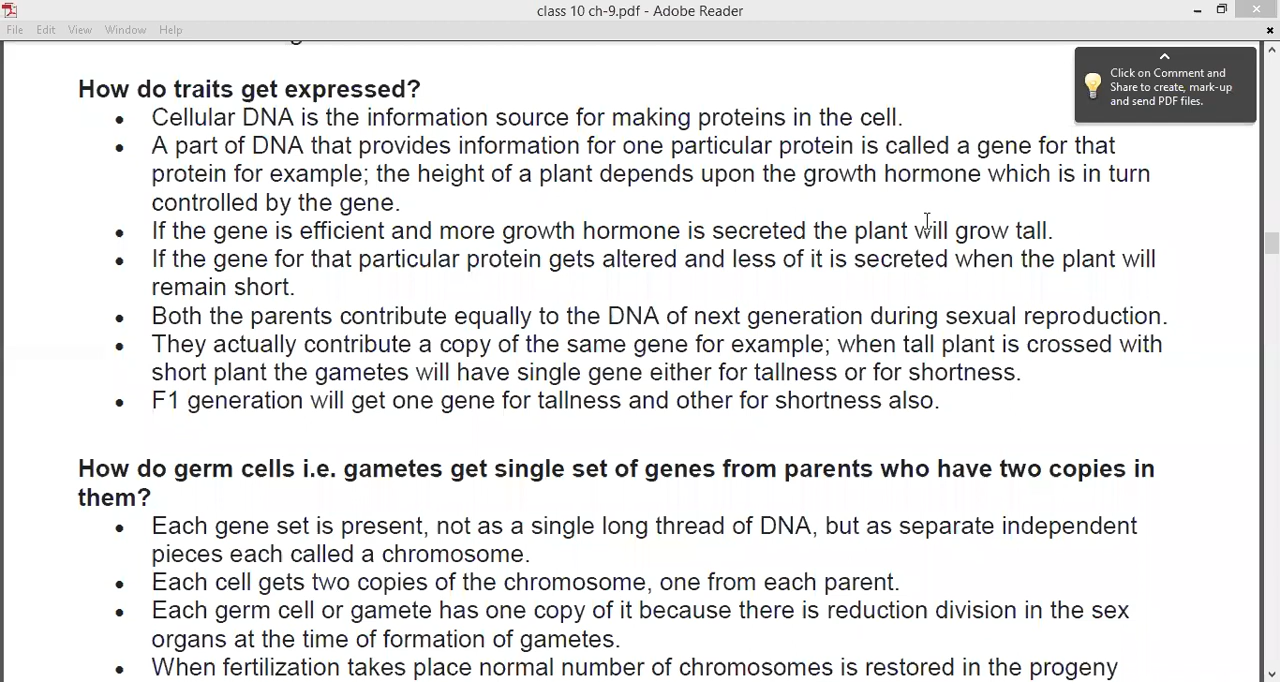 class 10 ch-9.pdf - Adobe Reader
File Edit View Window Help
Click on Comment and
Share to create, mark-up
and send PDF files.
How do traits get expressed?
• Cellular DNA is the information source for making proteins in the cell.
• A part of DNA that provides information for one particular protein is called a gene for that
protein for example; the height of a plant depends upon the growth hormone which is in turn
controlled by the gene.
• If the gene is efficient and more growth hormone is secreted the plant will grow tall.
• If the gene for that particular protein gets altered and less of it is secreted when the plant will
remain short.
• Both the parents contribute equally to the DNA of next generation during sexual reproduction.
• They actually contribute a copy of the same gene for example; when tall plant is crossed with
short plant the gametes will have single gene either for tallness or for shortness.
• F1 generation will get one gene for tallness and other for shortness also.
How do germ cells i.e. gametes get single set of genes from parents who have two copies in
them?
• Each gene set is present, not as a single long thread of DNA, but as separate independent
pieces each called a chromosome.
• Each cell gets two copies of the chromosome, one from each parent.
• Each germ cell or gamete has one copy of it because there is reduction division in the sex
organs at the time of formation of gametes.
• When fertilization takes place normal number of chromosomes is restored in the progeny